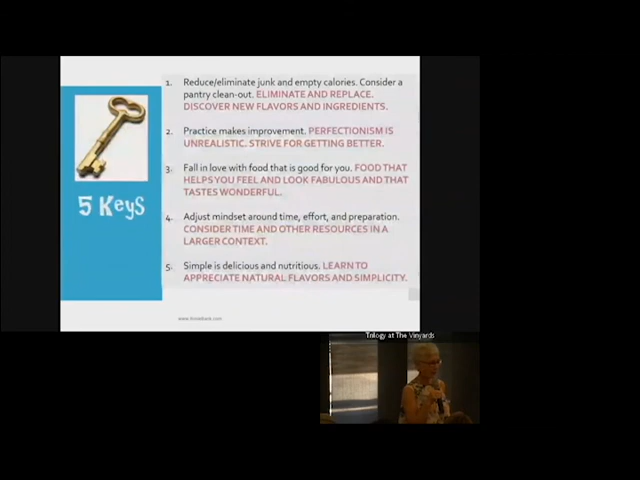 1. Reduce/eliminate junk and empty calories. Consider a
pantry clean-out. ELIMINATE AND REPLACE.
DISCOVER NEW FLAVORS AND INGREDIENTS.
2. Practice makes improvement. PERFECTIONISM IS
UNREALISTIC. STRIVE FOR GETTING BETTER.
3. Fall in love with food that is good for you. FOOD THAT
HELPS YOU FEEL AND LOOK FABULOUS AND THAT
TASTES WONDERFUL.
5 Keys
4. Adjust mindset around time, effort, and preparation.
CONSIDER TIME AND OTHER RESOURCES IN A
LARGER CONTEXT.
5. Simple is delicious and nutritious. LEARN TO
APPRECIATE NATURAL FLAVORS AND SIMPLICITY.
Trilogy at The Vinyards